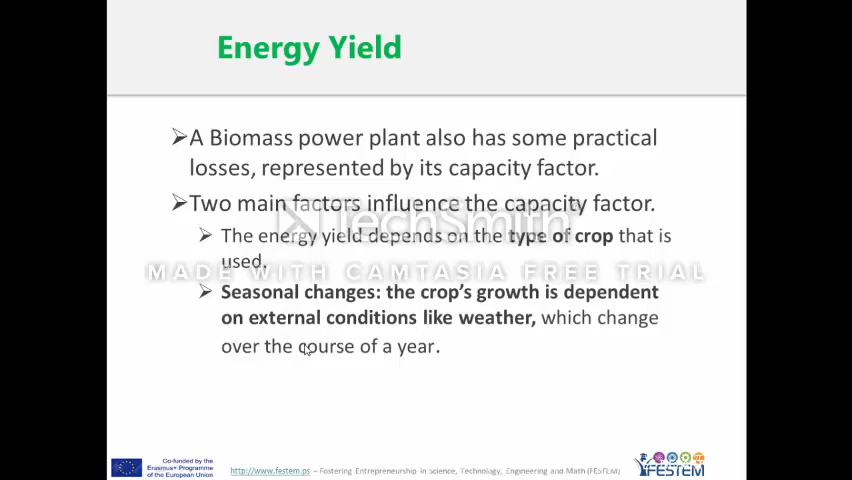 Energy Yield
➢A Biomass power plant also has some practical
losses, represented by its capacity factor.
➢Two main factors influence the capacity factor.
TechSmith
➢ The energy yield depends on the type of crop that is
used.
MADE WITH CAMTASIA FREE TRIAL
➢ Seasonal changes: the crop's growth is dependent
on external conditions like weather, which change
over the course of a year.
Co-funded by the
Erasmus+ Programme
of the European Union
http://www.festem.ps – Fostering Entrepreneurship in Science, Technology, Engineering and Math (FESTEM)
FESTEM